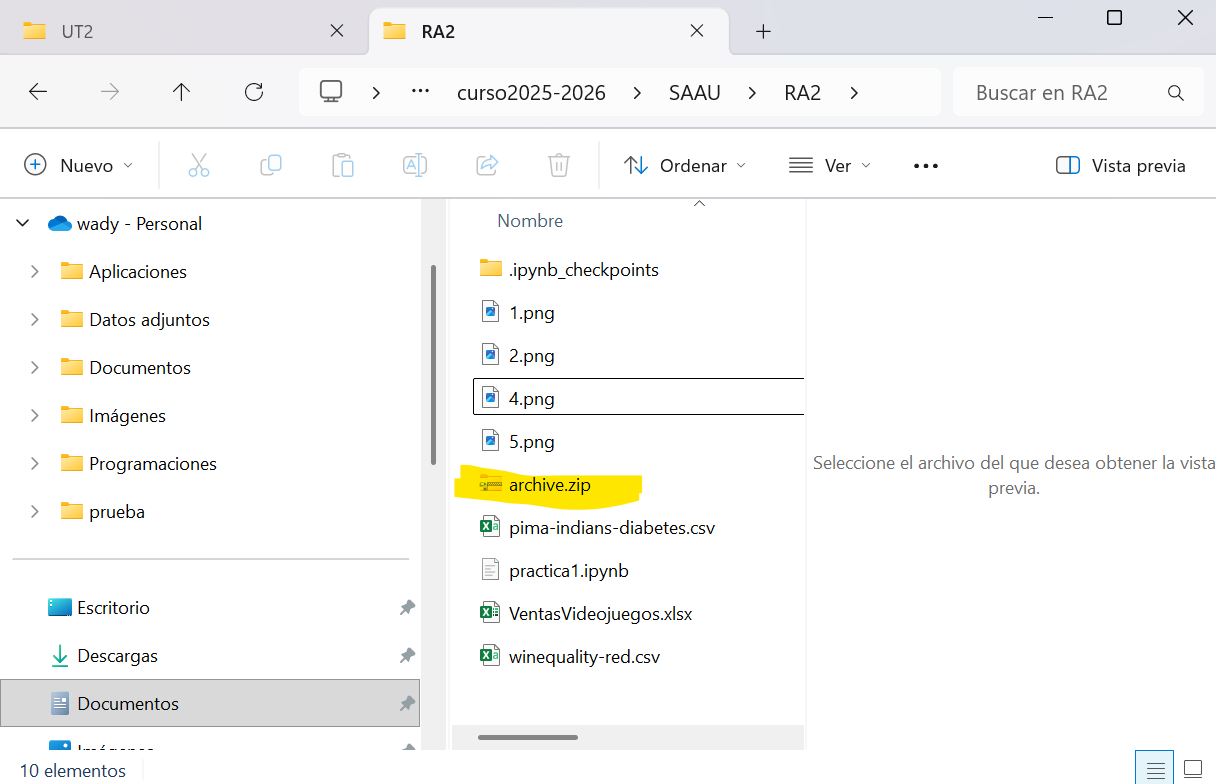 UT2
RA2
... curso2025-2026 SAAU RA2
Buscar en RA2
Nuevo
Ordenar
Ver
Vista previa
wady - Personal
Aplicaciones
Datos adjuntos
Documentos
Imágenes
Programaciones
prueba
Escritorio
Descargas
Documentos
Imágenes
Nombre
.ipynb_checkpoints
1.png
2.png
4.png
5.png
archive.zip
pima-indians-diabetes.csv
practica1.ipynb
VentasVideojuegos.xlsx
winequality-red.csv
Seleccione el archivo del que desea obtener la vista
previa.
10 elementos